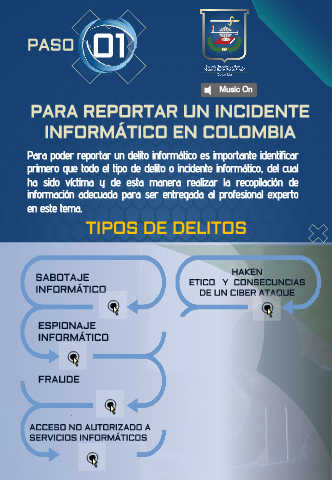 PASO 01
Music On
PARA REPORTAR UN INCIDENTE
INFORMÁTICO EN COLOMBIA
Para poder reportar un delito informático es importante identificar
primero que todo el tipo de delito o incidente informático, del cual
ha sido víctima y de esta manera realizar la recopilación de
información adecuada para ser entregada al profesional experto
en este tema.
TIPOS DE DELITOS
SABOTAJE
INFORMÁTICO
ESPIONAJE
INFORMÁTICO
FRAUDE
ACCESO NO AUTORIZADO A
SERVICIOS INFORMÁTICOS
HAKEN
ETICO Y CONSECUNCIAS
DE UN CIBER ATAQUE